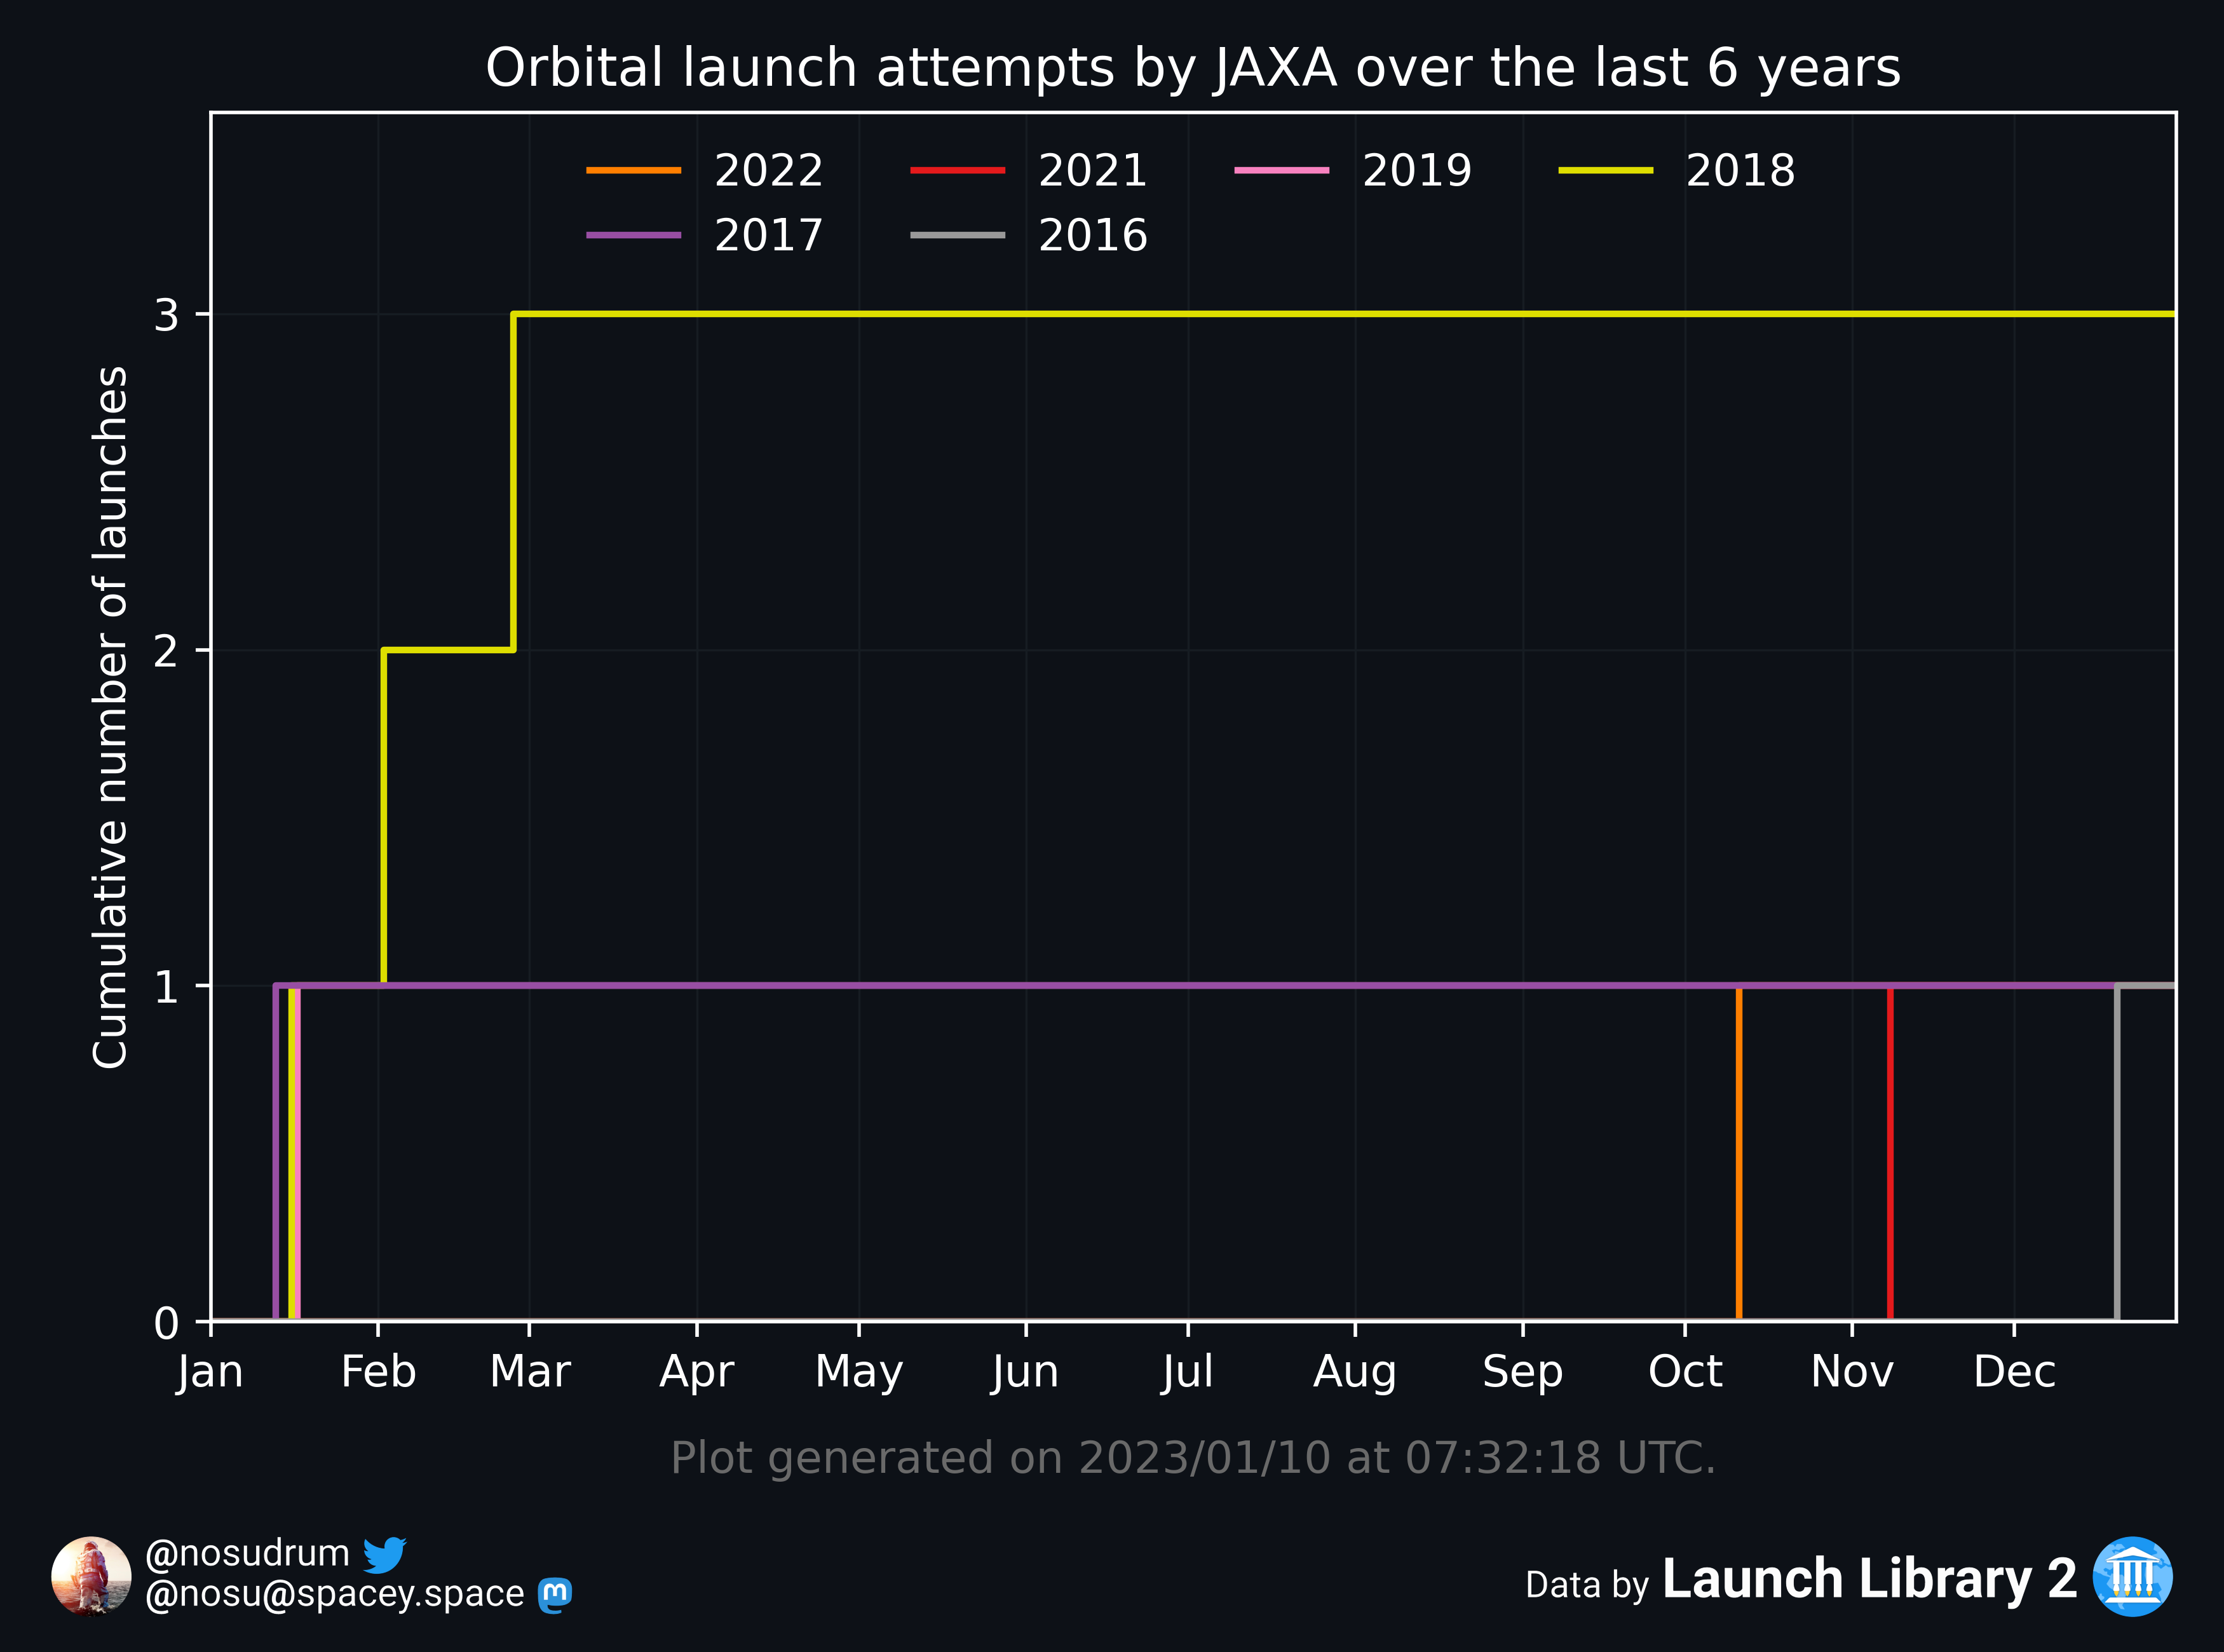 Orbital launch attempts by JAXA over the last 6 years
2022 2021 2019 2018
2017 2016
Cumulative number of launches
3
2
1
0
Jan Feb Mar Apr May Jun Jul Aug Sep Oct Nov Dec
Plot generated on 2023/01/10 at 07:32:18 UTC.
@nosudrum
@nosu@spacey.space
Data by Launch Library 2